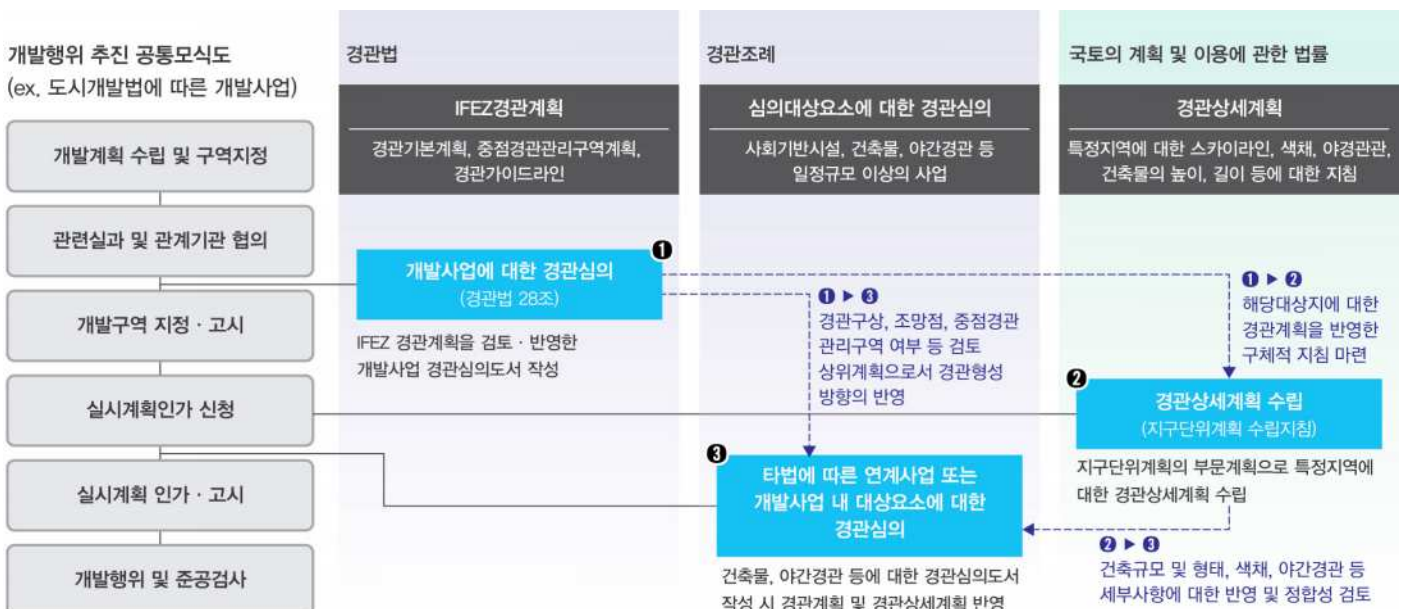 개발행위 추진 공통모식도
(ex. 도시개발법에 따른 개발사업)
개발계획 수립 및 구역지정
관련실과 및 관계기관 협의
개발구역 지정 · 고시
실시계획인가 신청
실시계획 인가 · 고시
개발행위 및 준공검사
경관법
IFEZ경관계획
경관기본계획, 중점경관관리구역계획,
경관가이드라인
❶
개발사업에 대한 경관심의
(경관법 28조)
IFEZ 경관계획을 검토 · 반영한
개발사업 경관심의도서 작성
경관조례
심의대상요소에 대한 경관심의
사회기반시설, 건축물, 야간경관 등
일정규모 이상의 사업
❶ ▶ ❸
경관구상, 조망점, 중점경관
관리구역 여부 등 검토
상위계획으로서 경관형성
방향의 반영
❸
타법에 따른 연계사업 또는
개발사업 내 대상요소에 대한
경관심의
건축물, 야간경관 등에 대한 경관심의도서
작성 시 경관계획 및 경관상세계획 반영
국토의 계획 및 이용에 관한 법률
경관상세계획
특정지역에 대한 스카이라인, 색채, 야경관관,
건축물의 높이, 길이 등에 대한 지침
❶ ▶ ❷
해당대상지에 대한
경관계획을 반영한
구체적 지침 마련
❷
경관상세계획 수립
(지구단위계획 수립지침)
지구단위계획의 부문계획으로 특정지역에
대한 경관상세계획 수립
❷ ▶ ❸
건축규모 및 형태, 색채, 야간경관 등
세부사항에 대한 반영 및 정합성 검토